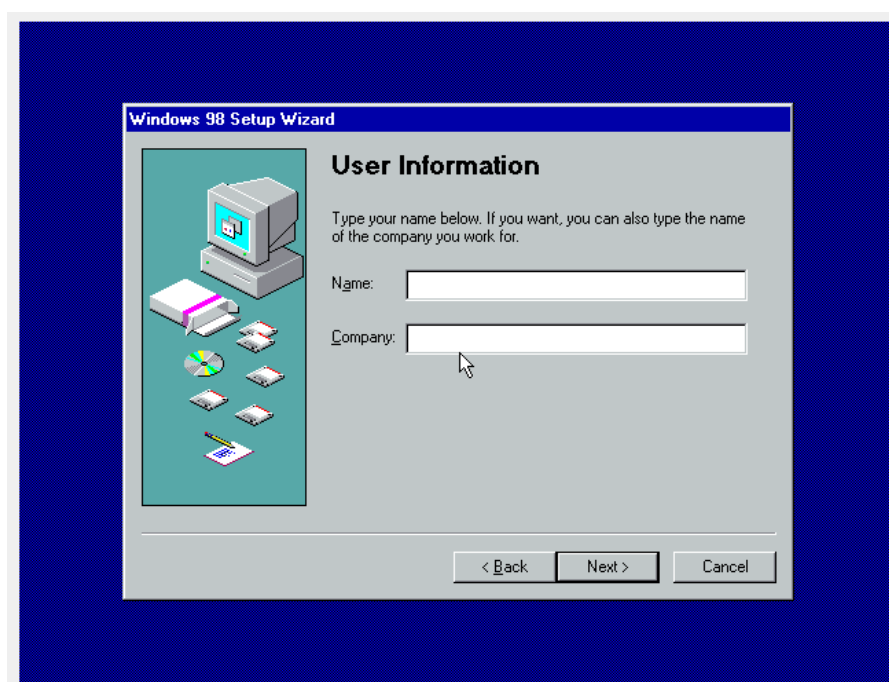 Windows 98 Setup Wizard
User Information
Type your name below. If you want, you can also type the name
of the company you work for.
Name:
Company:
< Back
Next >
Cancel